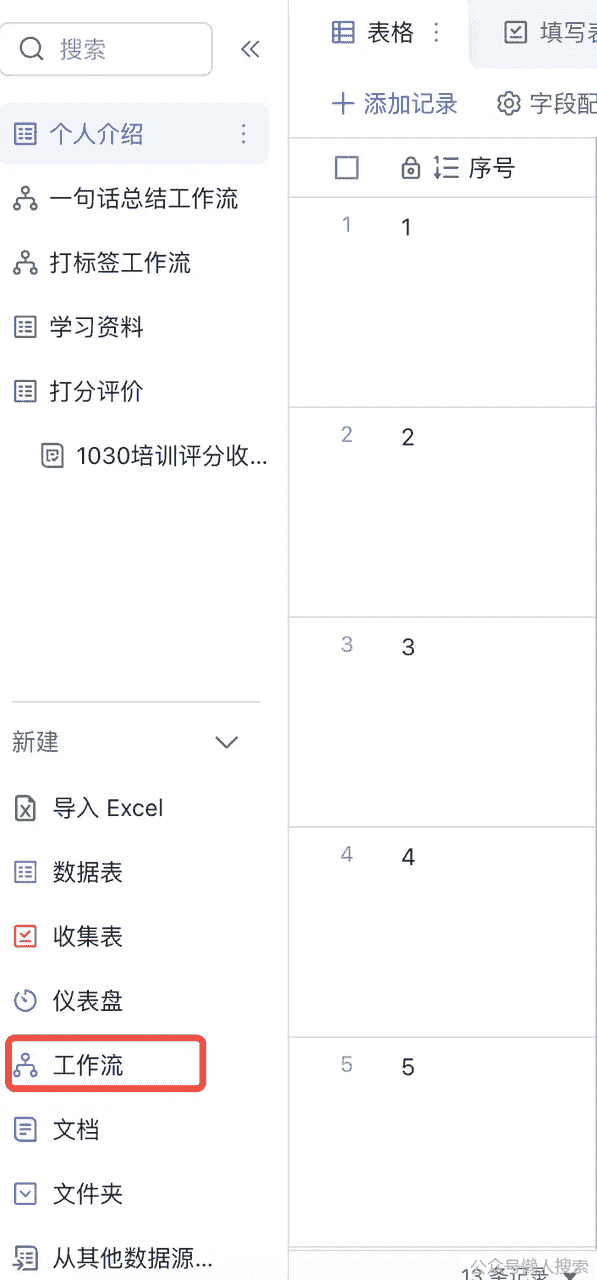 搜索
个人介绍
一句话总结工作流
打标签工作流
学习资料
打分评价
1030培训评分收...
新建
导入 Excel
数据表
收集表
仪表盘
工作流
文档
文件夹
从其他数据源...
表格
填写表
添加记录
字段配
序号
1 1
2 2
3 3
4 4
5 5
13 条记录
公众号懒人搜索